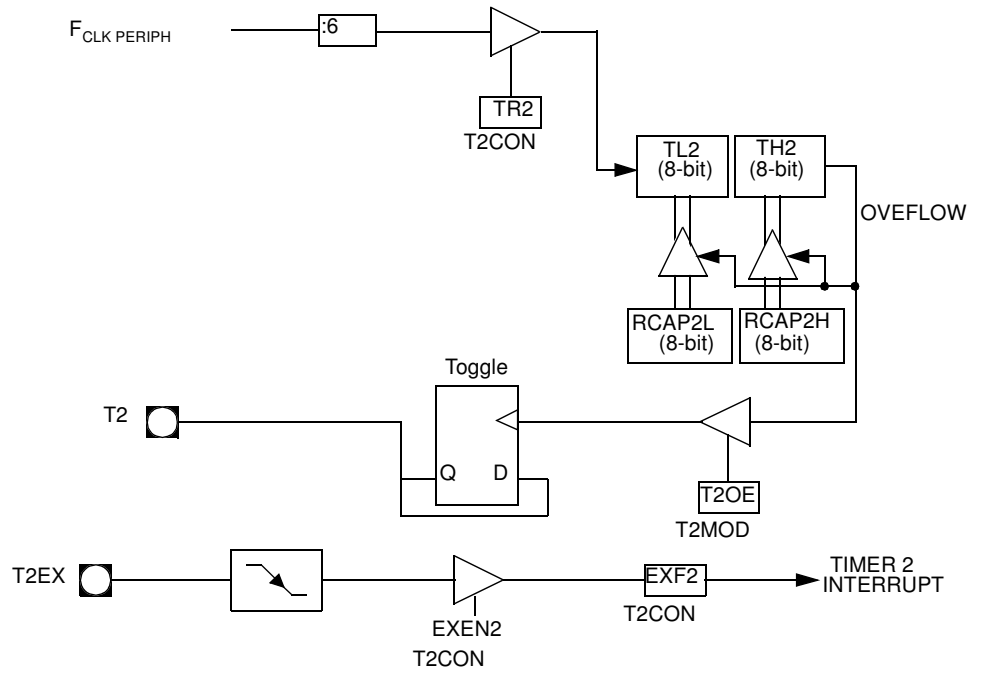 FCLK PERIPH
:6
TR2
T2CON
TL2
(8-bit)
TH2
(8-bit)
OVEFLOW
RCAP2L
(8-bit)
RCAP2H
(8-bit)
Toggle
T2
Q
D
T2OE
T2MOD
T2EX
EXEN2
T2CON
EXF2
T2CON
TIMER 2
INTERRUPT